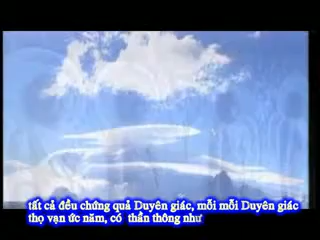 tất cả đều chứng quả Duyên giác, mỗi mỗi Duyên giác
thọ vạn ức năm, có thần thông như